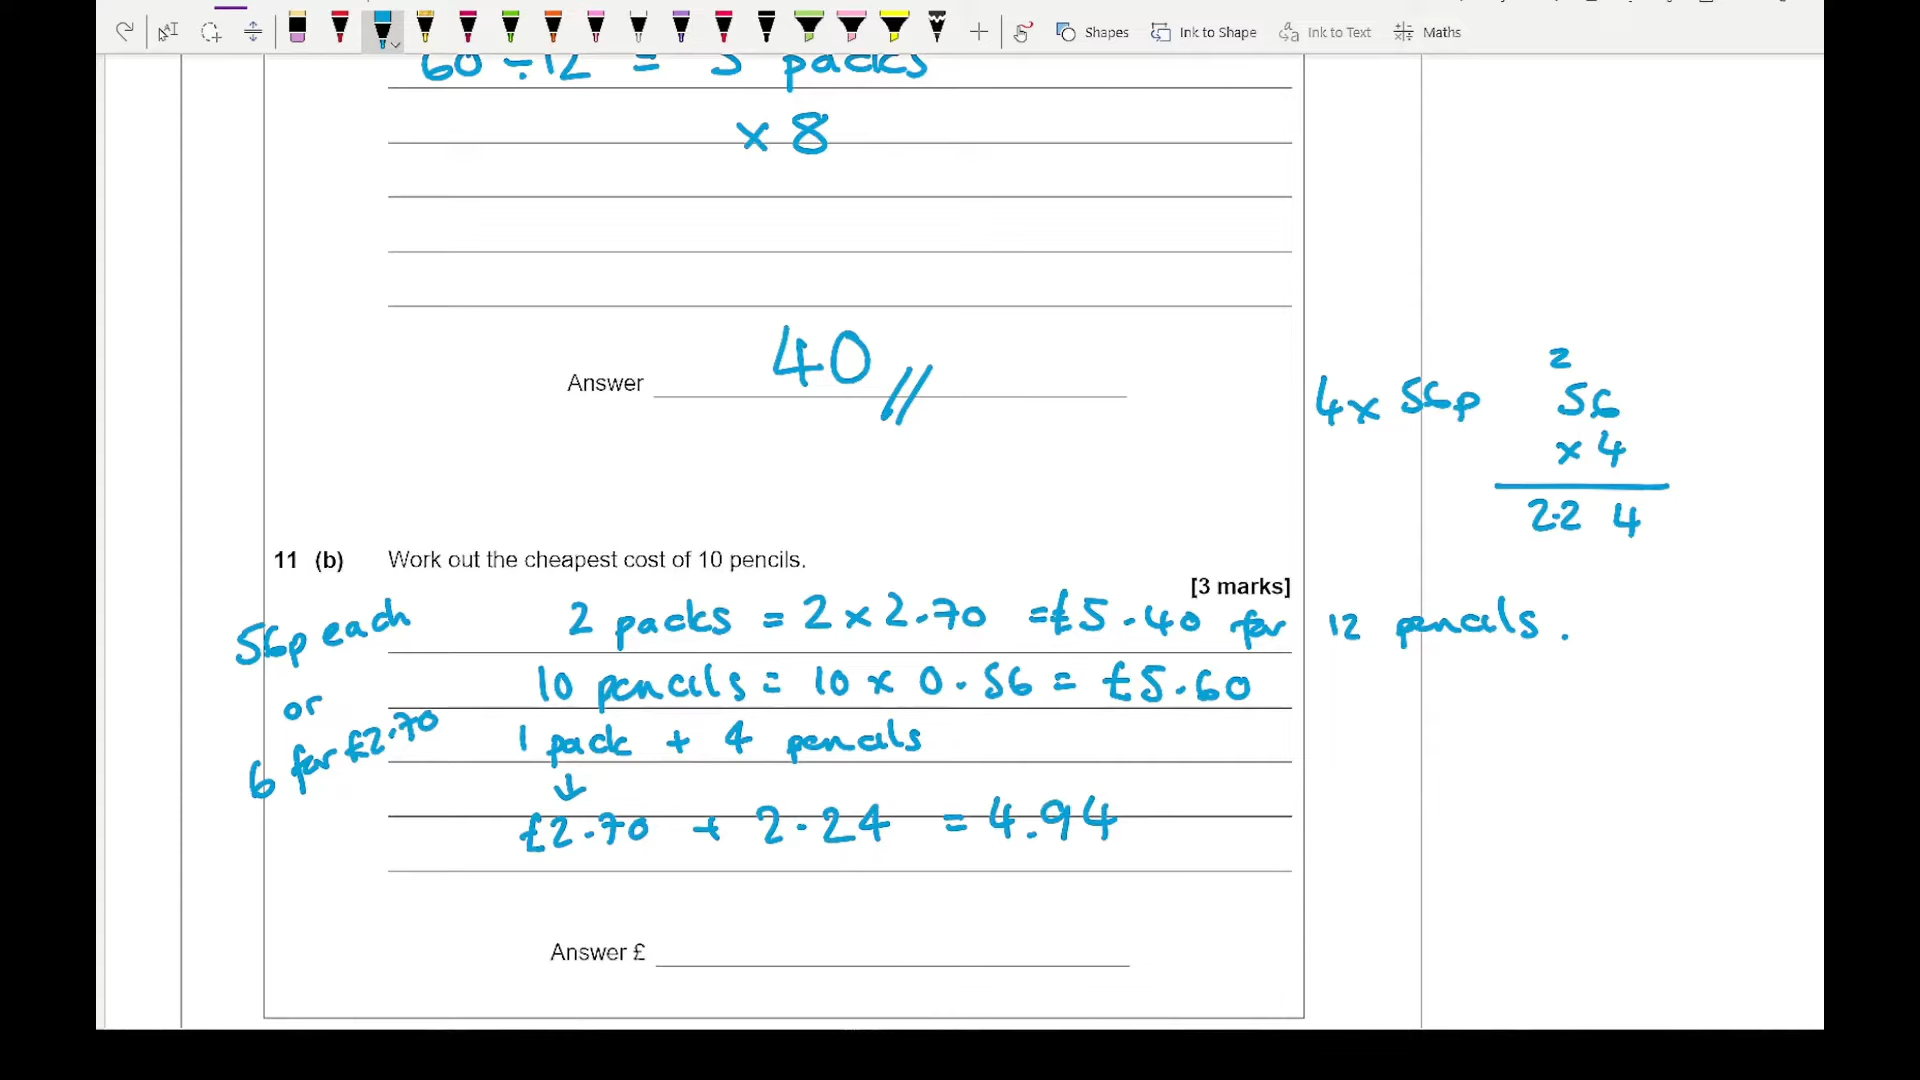 Shapes Ink to Shape Ink to Text Maths
60 ÷ 12 = 5 packs
× 8
Answer 40 //
4 × 56p
2
56
× 4
2.2 4
11 (b) Work out the cheapest cost of 10 pencils.
[3 marks]
56p each
or
6 for £2.70
2 packs = 2 × 2.70 = £5.40 for 12 pencils.
10 pencils = 10 × 0.56 = £5.60
1 pack + 4 pencils
↓
£2.70 + 2.24 = 4.94
Answer £